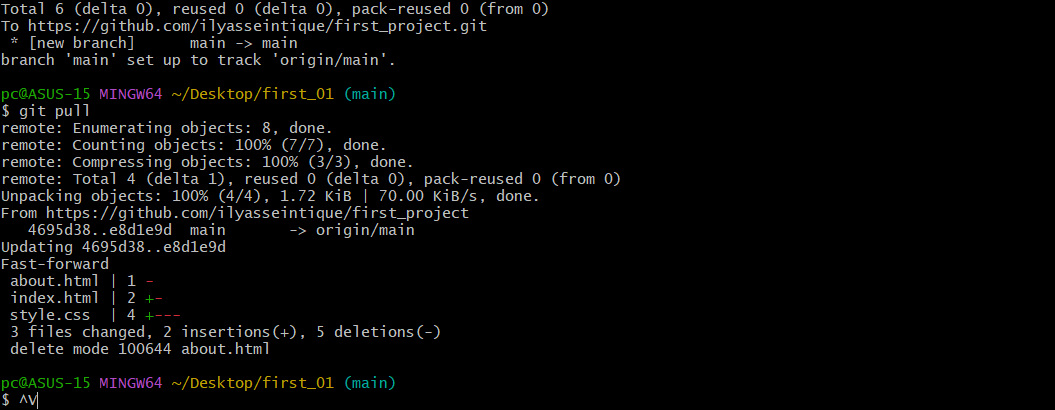 Total 6 (delta 0), reused 0 (delta 0), pack-reused 0 (from 0)
To https://github.com/ilyasseintique/first_project.git
 * [new branch]      main -> main
branch 'main' set up to track 'origin/main'.
pc@ASUS-15 MINGW64 ~/Desktop/first_01 (main)
$ git pull
remote: Enumerating objects: 8, done.
remote: Counting objects: 100% (7/7), done.
remote: Compressing objects: 100% (3/3), done.
remote: Total 4 (delta 1), reused 0 (delta 0), pack-reused 0 (from 0)
Unpacking objects: 100% (4/4), 1.72 KiB | 70.00 KiB/s, done.
From https://github.com/ilyasseintique/first_project
   4695d38..e8d1e9d  main       -> origin/main
Updating 4695d38..e8d1e9d
Fast-forward
 about.html | 1 -
 index.html | 2 +-
 style.css  | 4 +---
 3 files changed, 2 insertions(+), 5 deletions(-)
 delete mode 100644 about.html
pc@ASUS-15 MINGW64 ~/Desktop/first_01 (main)
$ ^V